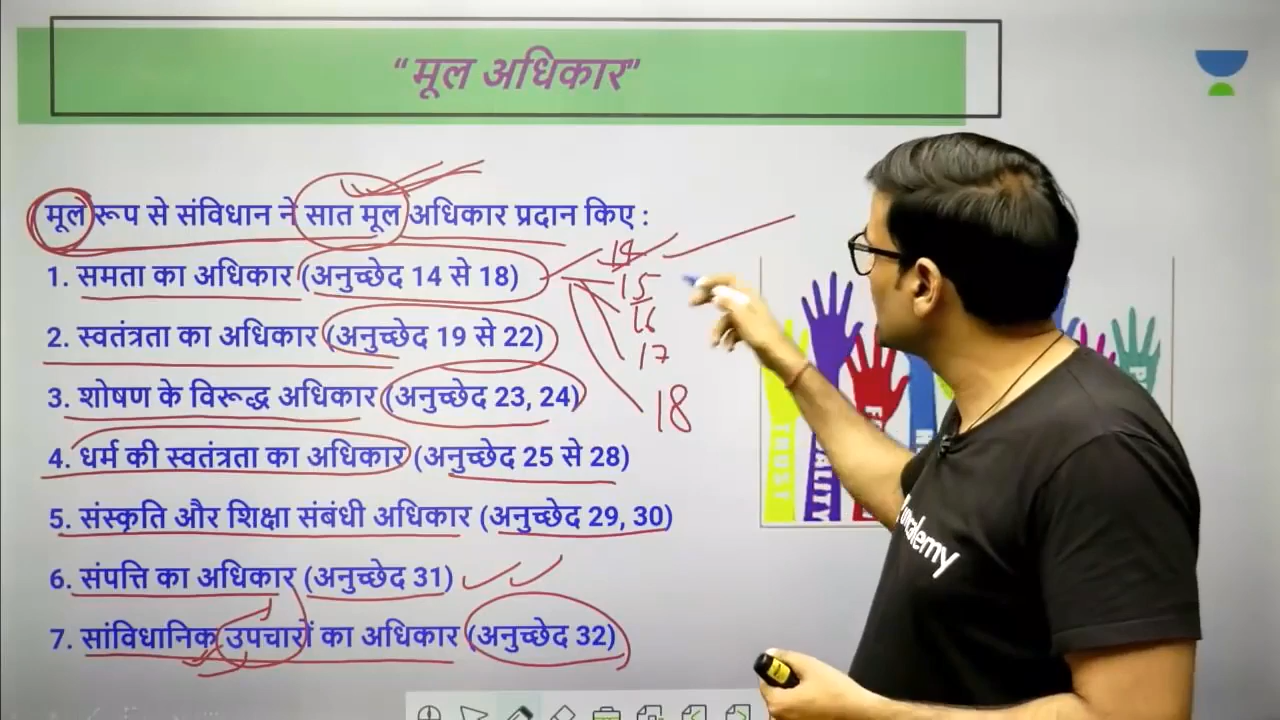 “मूल अधिकार”
मूल रूप से संविधान ने सात मूल अधिकार प्रदान किए :
1. समता का अधिकार (अनुच्छेद 14 से 18)
14
15
16
17
18
2. स्वतंत्रता का अधिकार (अनुच्छेद 19 से 22)
3. शोषण के विरूद्ध अधिकार (अनुच्छेद 23, 24)
4. धर्म की स्वतंत्रता का अधिकार (अनुच्छेद 25 से 28)
5. संस्कृति और शिक्षा संबंधी अधिकार (अनुच्छेद 29, 30)
6. संपत्ति का अधिकार (अनुच्छेद 31)
7. सांविधानिक उपचारों का अधिकार (अनुच्छेद 32)
TRUST